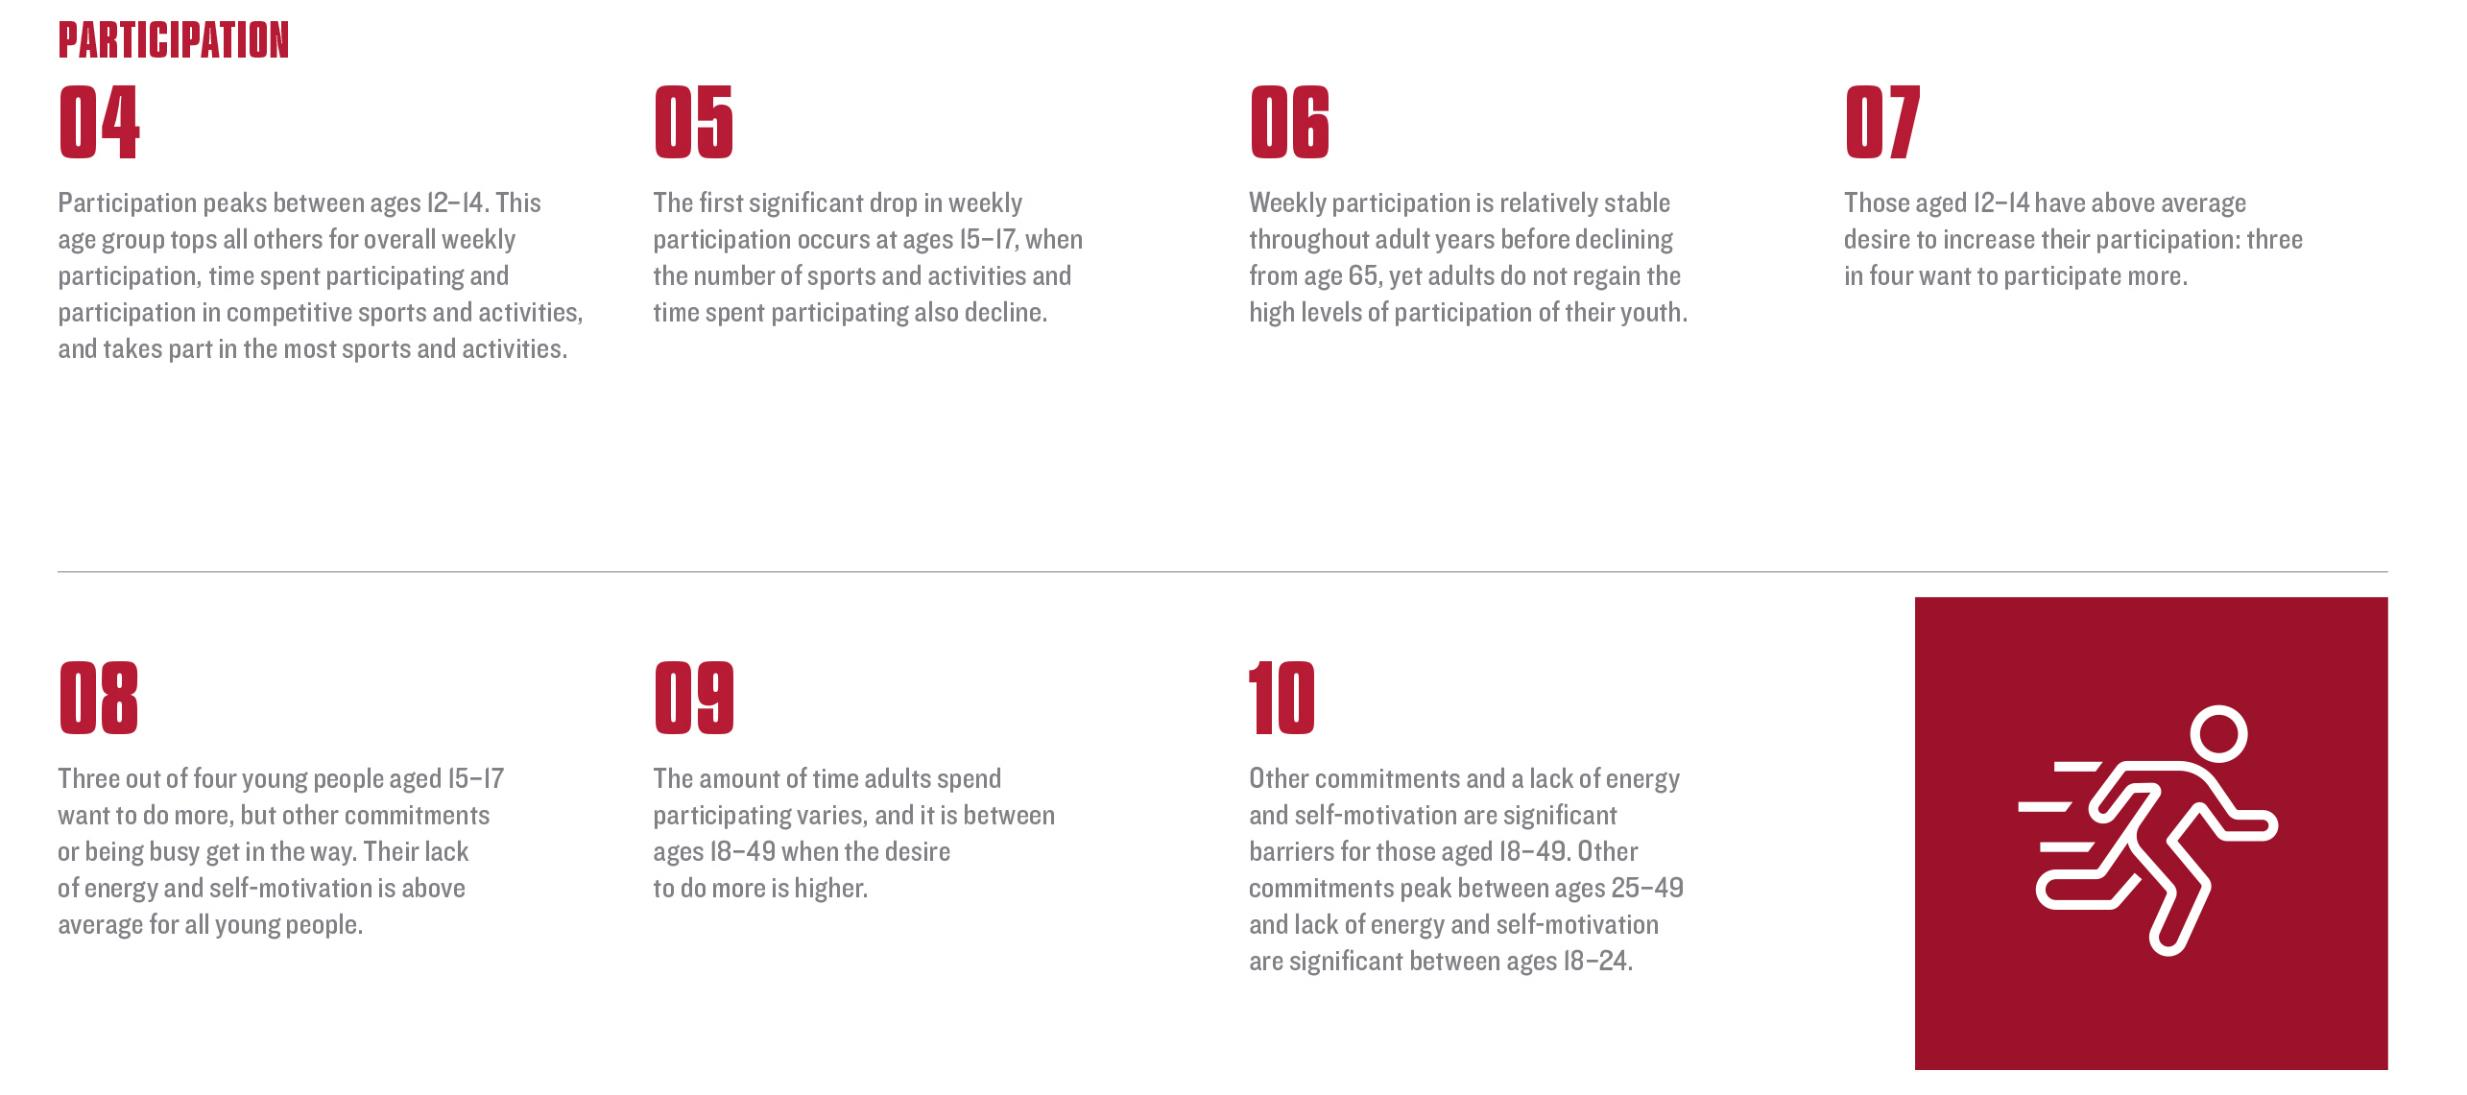 PARTICIPATION
04
Participation peaks between ages 12–14. This
age group tops all others for overall weekly
participation, time spent participating and
participation in competitive sports and activities,
and takes part in the most sports and activities.
05
The first significant drop in weekly
participation occurs at ages 15–17, when
the number of sports and activities and
time spent participating also decline.
06
Weekly participation is relatively stable
throughout adult years before declining
from age 65, yet adults do not regain the
high levels of participation of their youth.
07
Those aged 12–14 have above average
desire to increase their participation: three
in four want to participate more.
08
Three out of four young people aged 15–17
want to do more, but other commitments
or being busy get in the way. Their lack
of energy and self-motivation is above
average for all young people.
09
The amount of time adults spend
participating varies, and it is between
ages 18–49 when the desire
to do more is higher.
10
Other commitments and a lack of energy
and self-motivation are significant
barriers for those aged 18–49. Other
commitments peak between ages 25–49
and lack of energy and self-motivation
are significant between ages 18–24.